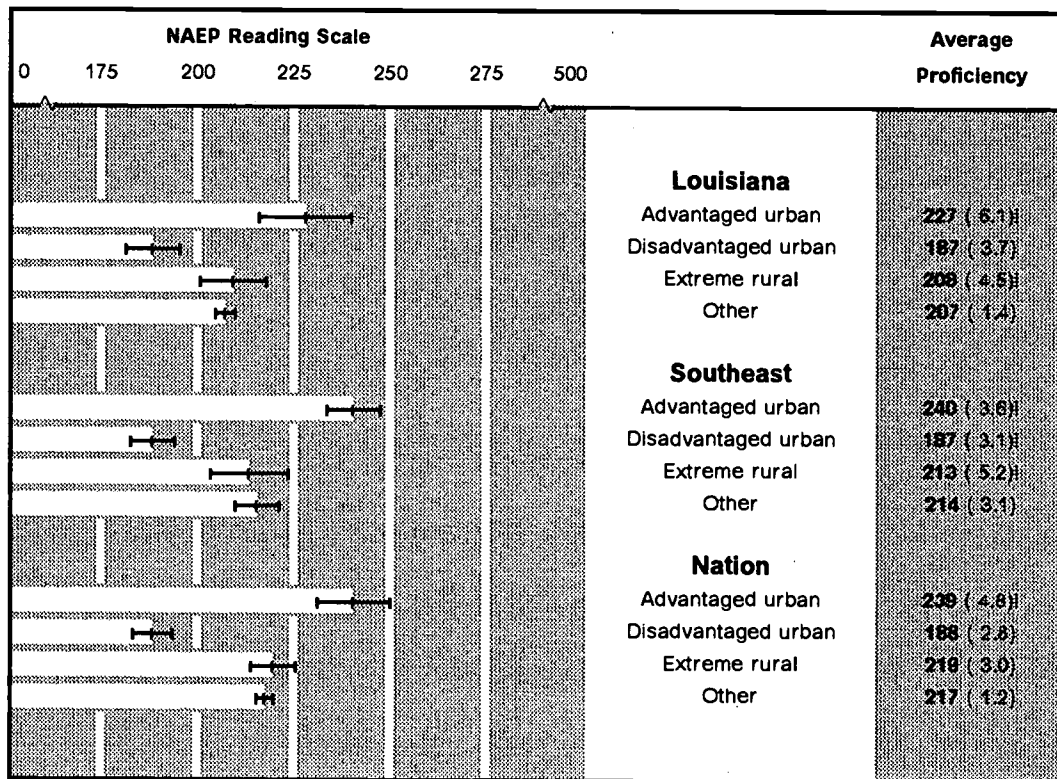 NAEP Reading Scale
Average
0 175 200 225 250 275 500
Proficiency
Louisiana
Advantaged urban 227 ( 6.1)!
Disadvantaged urban 187 ( 3.7)
Extreme rural 208 ( 4.5)!
Other 207 ( 1.4)
Southeast
Advantaged urban 240 ( 3.6)!
Disadvantaged urban 187 ( 3.1)!
Extreme rural 213 ( 5.2)!
Other 214 ( 3.1)
Nation
Advantaged urban 239 ( 4.8)!
Disadvantaged urban 188 ( 2.8)
Extreme rural 219 ( 3.0)
Other 217 ( 1.2)